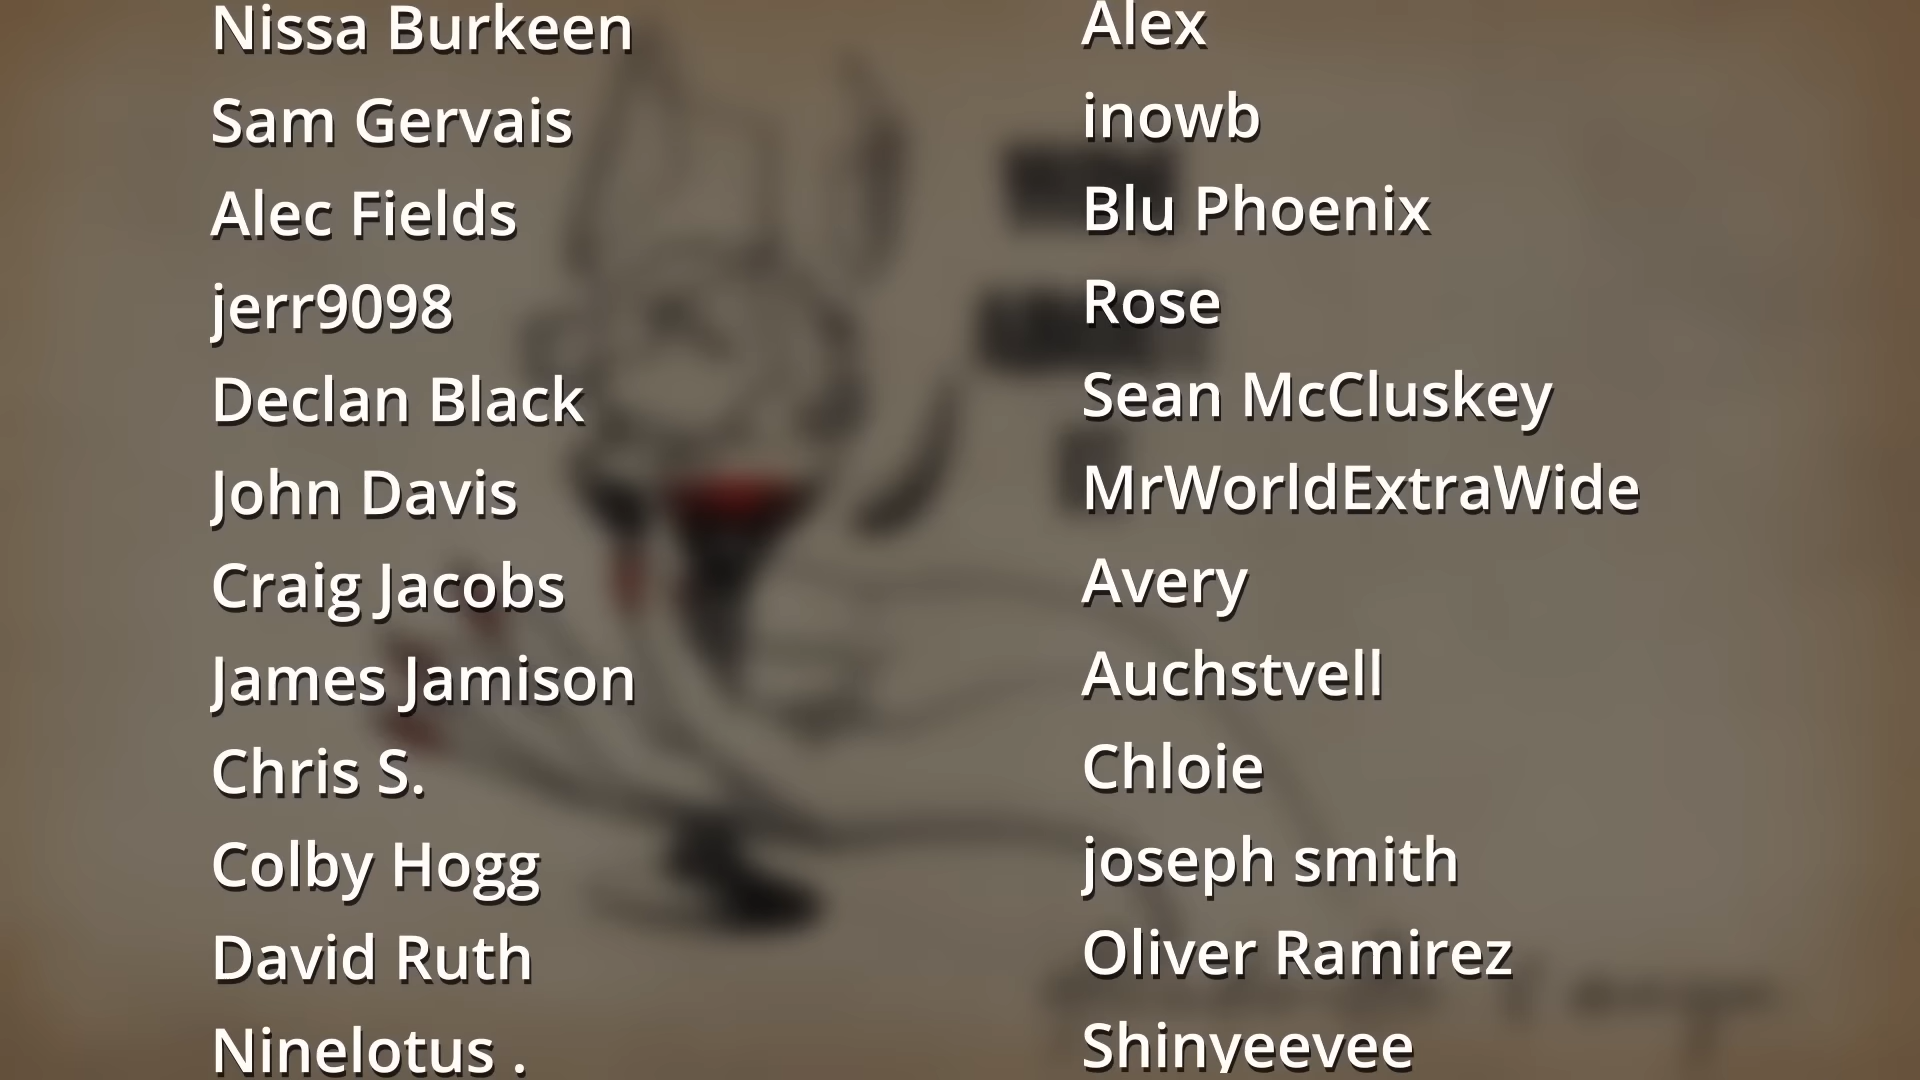 Nissa Burkeen
Sam Gervais
Alec Fields
jerr9098
Declan Black
John Davis
Craig Jacobs
James Jamison
Chris S.
Colby Hogg
David Ruth
Ninelotus .
Alex
inowb
Blu Phoenix
Rose
Sean McCluskey
MrWorldExtraWide
Avery
Auchstvell
Chloie
joseph smith
Oliver Ramirez
Shinyeevee